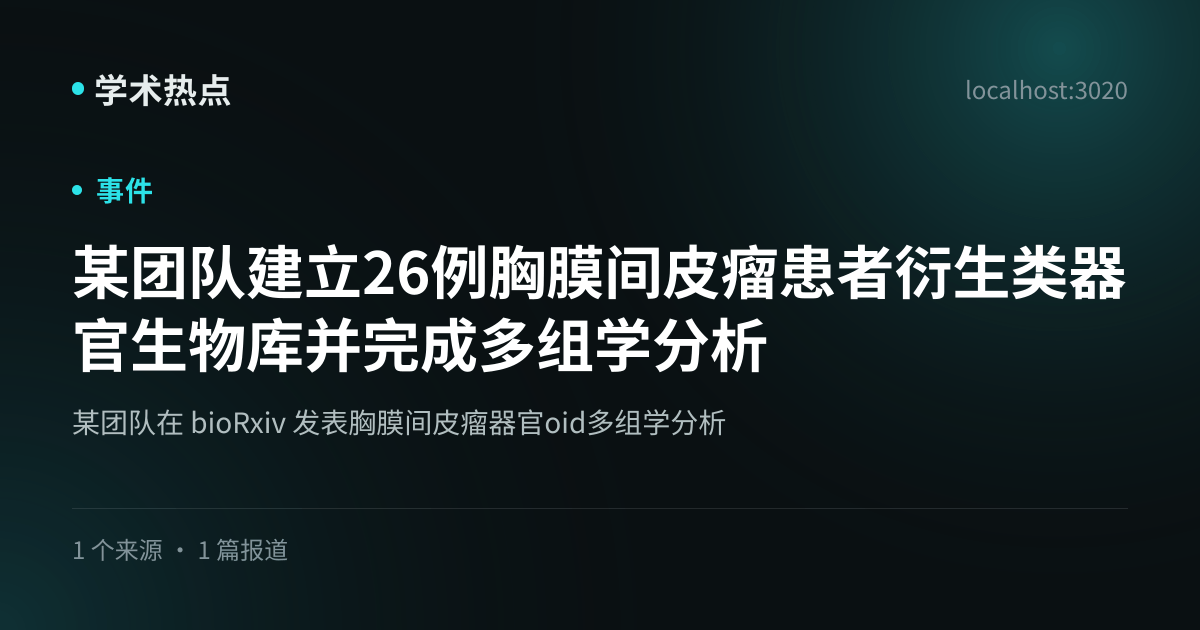 学术热点
localhost:3020
事件
某团队建立26例胸膜间皮瘤患者衍生类器
官生物库并完成多组学分析
某团队在 bioRxiv 发表胸膜间皮瘤器官oid多组学分析
1 个来源 · 1 篇报道